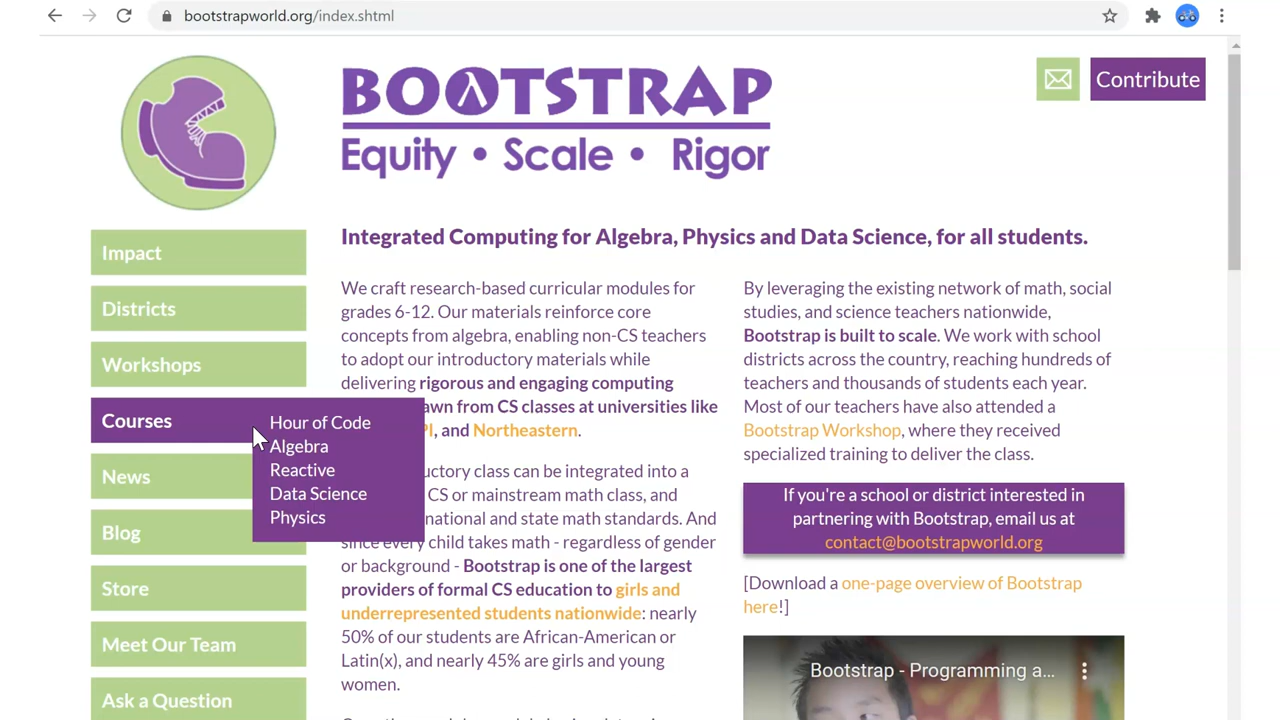 bootstrapworld.org/index.shtml
BOOTSTRAP
Equity • Scale • Rigor
Contribute
Impact
Districts
Workshops
Courses
News
Blog
Store
Meet Our Team
Ask a Question
Hour of Code
Algebra
Reactive
Data Science
Physics
Integrated Computing for Algebra, Physics and Data Science, for all students.
We craft research-based curricular modules for
grades 6-12. Our materials reinforce core
concepts from algebra, enabling non-CS teachers
to adopt our introductory materials while
delivering rigorous and engaging computing
from CS classes at universities like
, and Northeastern.
class can be integrated into a
CS or mainstream math class, and
national and state math standards. And
since every child takes math - regardless of gender
or background - Bootstrap is one of the largest
providers of formal CS education to girls and
underrepresented students nationwide: nearly
50% of our students are African-American or
Latin(x), and nearly 45% are girls and young
women.
By leveraging the existing network of math, social
studies, and science teachers nationwide,
Bootstrap is built to scale. We work with school
districts across the country, reaching hundreds of
teachers and thousands of students each year.
Most of our teachers have also attended a
Bootstrap Workshop, where they received
specialized training to deliver the class.
If you're a school or district interested in
partnering with Bootstrap, email us at
contact@bootstrapworld.org
[Download a one-page overview of Bootstrap
here!]
Bootstrap - Programming a...